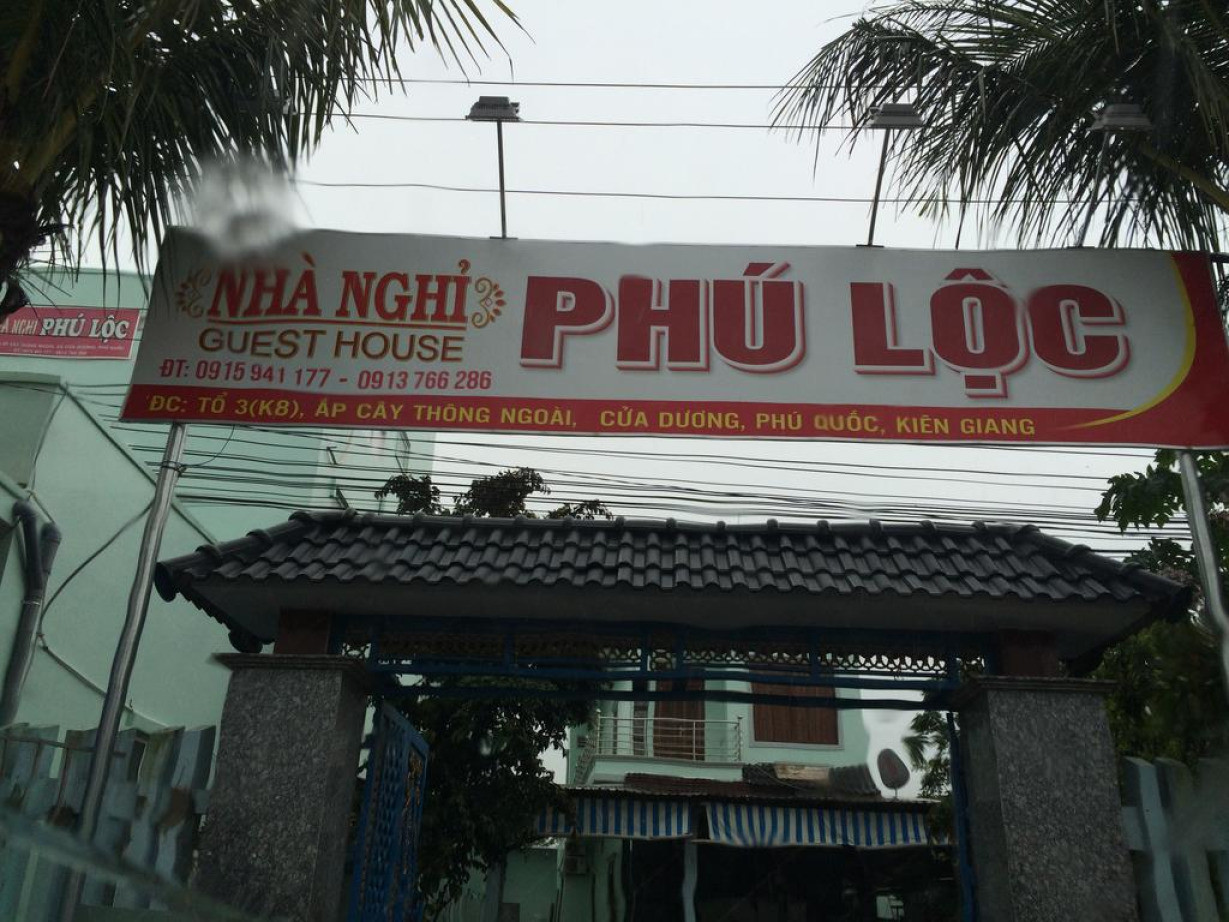 NHÀ NGHỈ
GUEST HOUSE
PHÚ LỘC
ĐT: 0915 941 177 - 0913 766 286
ĐC: TỔ 3(K8), ẤP CÂY THÔNG NGOÀI, CỬA DƯƠNG, PHÚ QUỐC, KIÊN GIANG
NGHỈ PHÚ LỘC